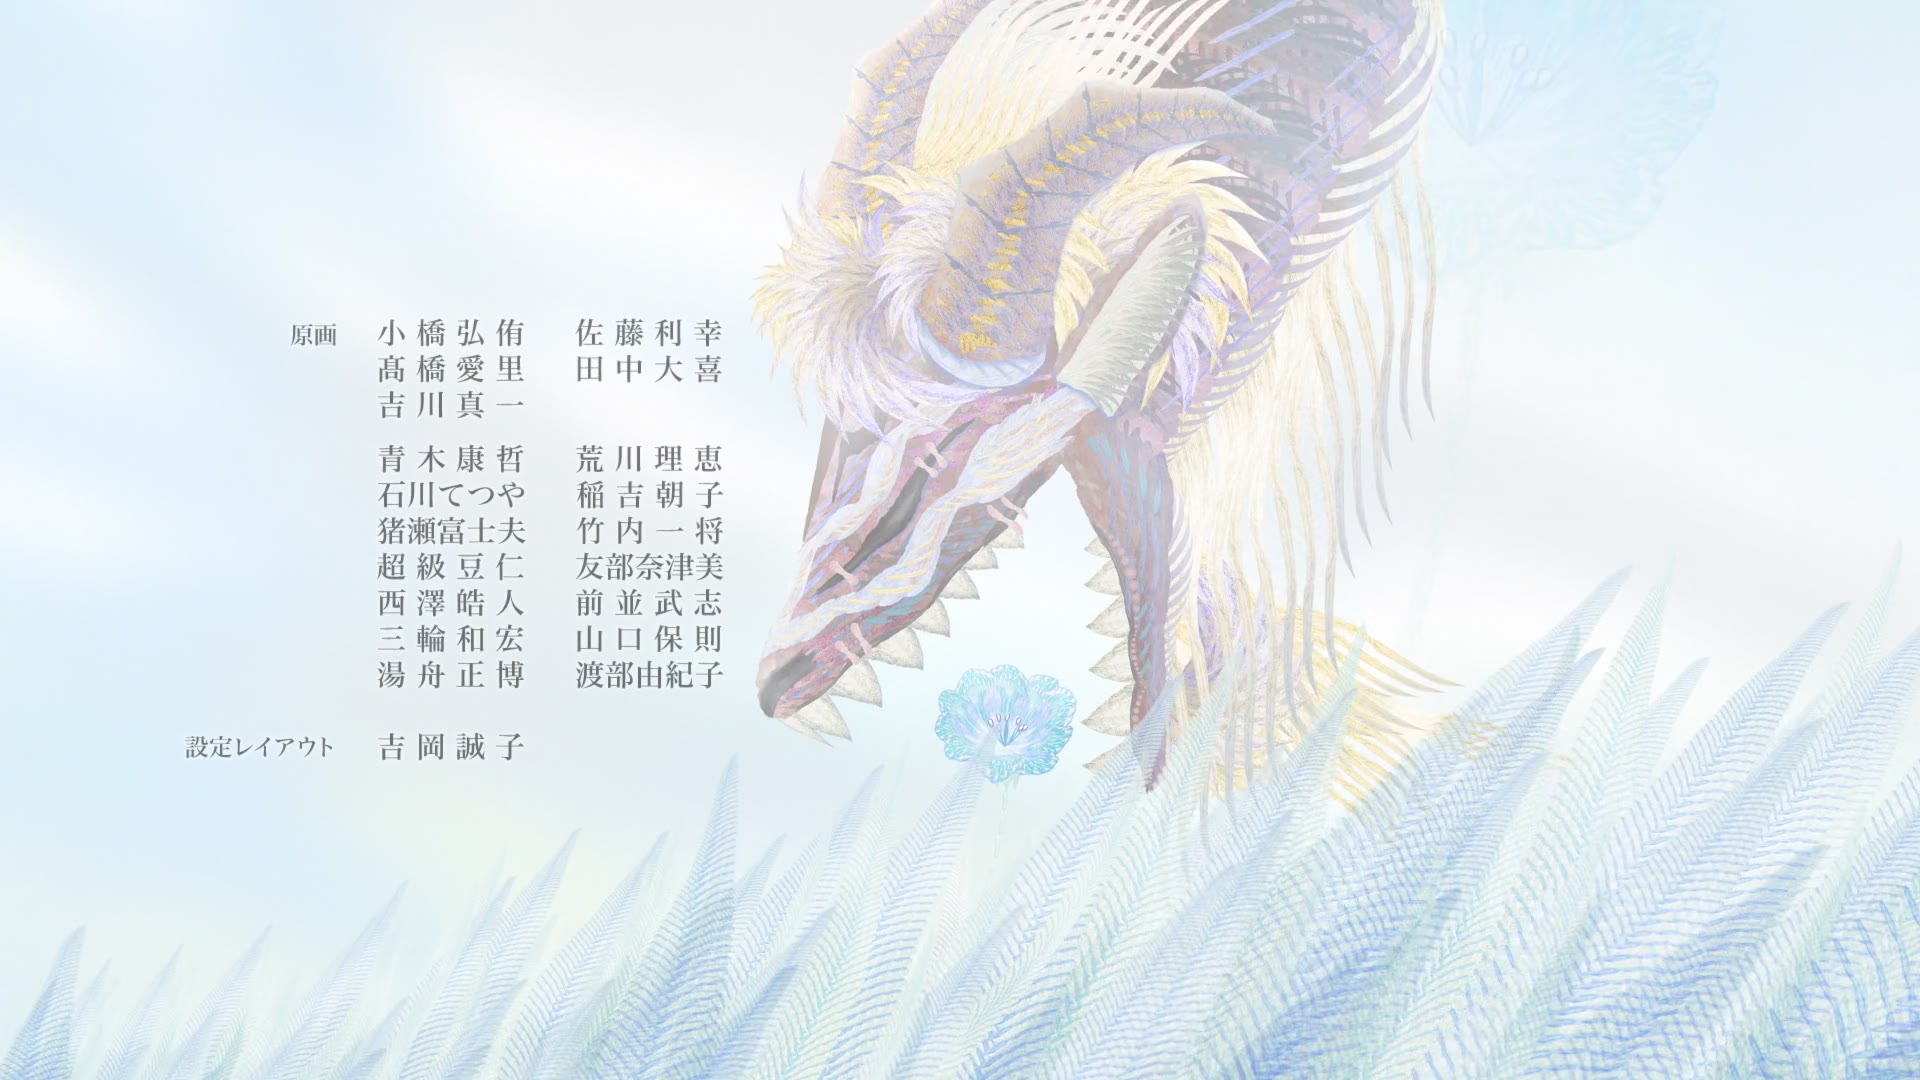 原画 小橋弘侑 佐藤利幸
髙橋愛里 田中大喜
吉川真一
青木康哲 荒川理恵
石川てつや 稲吉朝子
猪瀬富士夫 竹内一将
超級豆仁 友部奈津美
西澤皓人 前並武志
三輪和宏 山口保則
湯舟正博 渡部由紀子
設定レイアウト 吉岡誠子